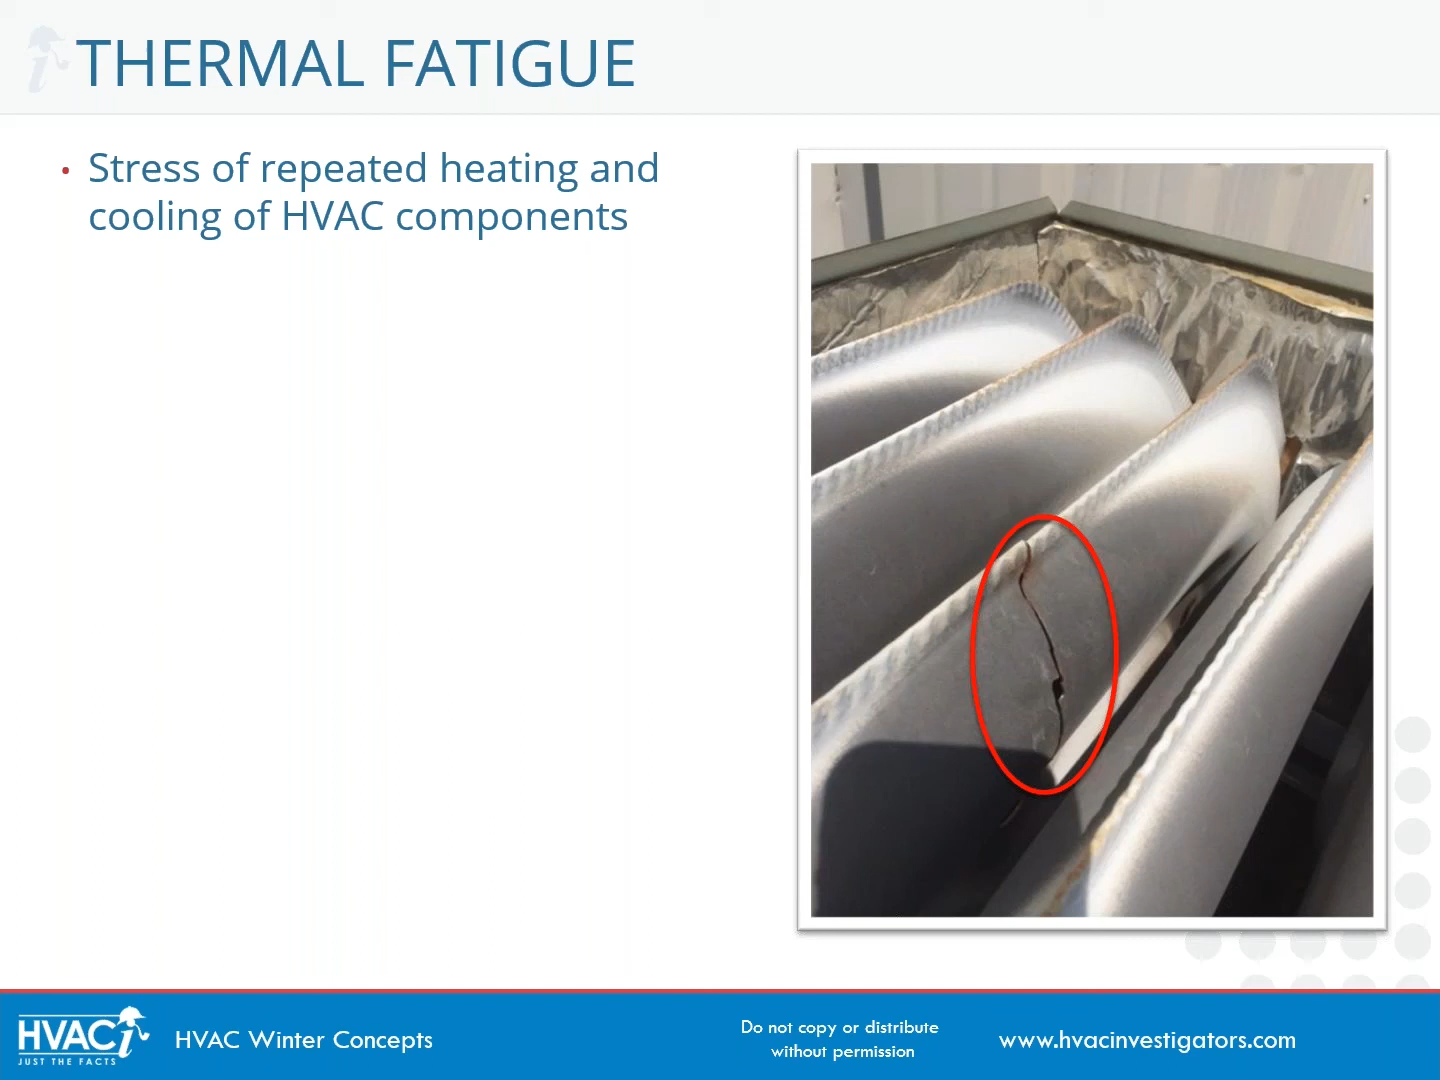 THERMAL FATIGUE
• Stress of repeated heating and
cooling of HVAC components
HVACi
JUST THE FACTS
HVAC Winter Concepts
Do not copy or distribute
without permission
www.hvacinvestigators.com